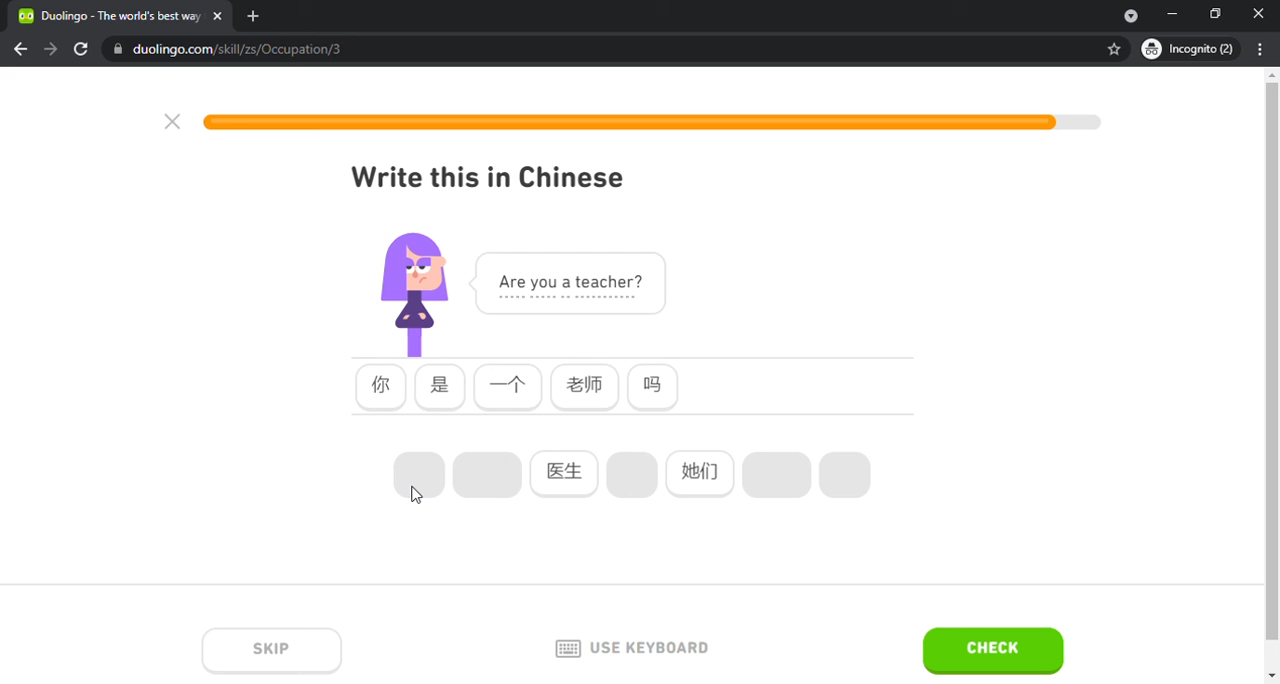 Duolingo - The world's best way
duolingo.com/skill/zs/Occupation/3
Incognito (2)
Write this in Chinese
Are you a teacher?
你 是 一个 老师 吗
医生 她们
SKIP
USE KEYBOARD
CHECK